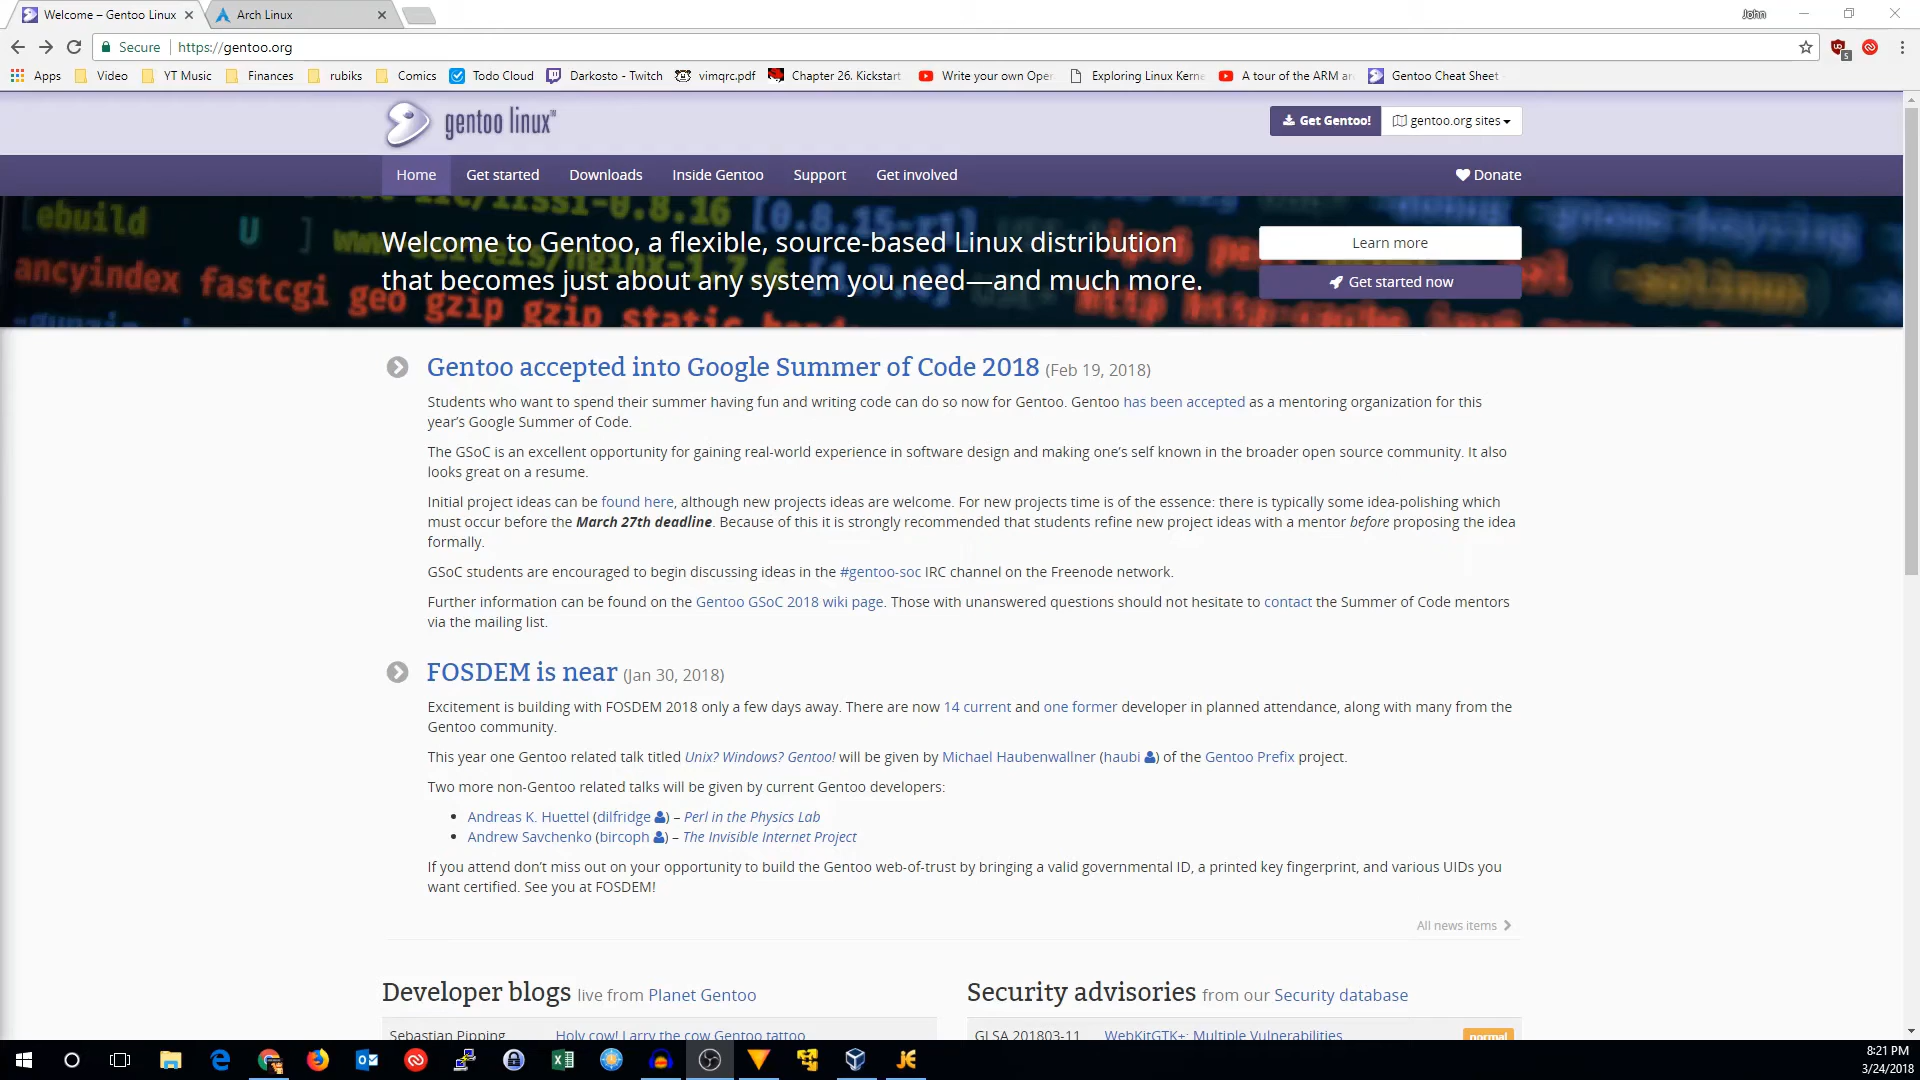 Welcome – Gentoo Linux
Arch Linux
John
Secure https://gentoo.org
5
Apps Video YT Music Finances rubiks Comics Todo Cloud Darkosto - Twitch vimqrc.pdf Chapter 26. Kickstart Write your own Ope Exploring Linux Kerne A tour of the ARM ar Gentoo Cheat Sheet
gentoo linux™
Get Gentoo! gentoo.org sites
Home Get started Downloads Inside Gentoo Support Get involved Donate
[ebuild U ]
ancyindex fastcgi geo gzip gzip static
Welcome to Gentoo, a flexible, source-based Linux distribution
that becomes just about any system you need—and much more.
Learn more
Get started now
Gentoo accepted into Google Summer of Code 2018 (Feb 19, 2018)
Students who want to spend their summer having fun and writing code can do so now for Gentoo. Gentoo has been accepted as a mentoring organization for this
year’s Google Summer of Code.
The GSoC is an excellent opportunity for gaining real-world experience in software design and making one’s self known in the broader open source community. It also
looks great on a resume.
Initial project ideas can be found here, although new projects ideas are welcome. For new projects time is of the essence: there is typically some idea-polishing which
must occur before the March 27th deadline. Because of this it is strongly recommended that students refine new project ideas with a mentor before proposing the idea
formally.
GSoC students are encouraged to begin discussing ideas in the #gentoo-soc IRC channel on the Freenode network.
Further information can be found on the Gentoo GSoC 2018 wiki page. Those with unanswered questions should not hesitate to contact the Summer of Code mentors
via the mailing list.
FOSDEM is near (Jan 30, 2018)
Excitement is building with FOSDEM 2018 only a few days away. There are now 14 current and one former developer in planned attendance, along with many from the
Gentoo community.
This year one Gentoo related talk titled Unix? Windows? Gentoo! will be given by Michael Haubenwallner (haubi) of the Gentoo Prefix project.
Two more non-Gentoo related talks will be given by current Gentoo developers:
• Andreas K. Huettel (dilfridge) – Perl in the Physics Lab
• Andrew Savchenko (bircoph) – The Invisible Internet Project
If you attend don’t miss out on your opportunity to build the Gentoo web-of-trust by bringing a valid governmental ID, a printed key fingerprint, and various UIDs you
want certified. See you at FOSDEM!
All news items
Developer blogs live from Planet Gentoo
Security advisories from our Security database
Sebastian Pipping Holy cow! Larry the cow Gentoo tattoo
GLSA 201803-11 WebKitGTK+: Multiple Vulnerabilities normal
8:21 PM
3/24/2018